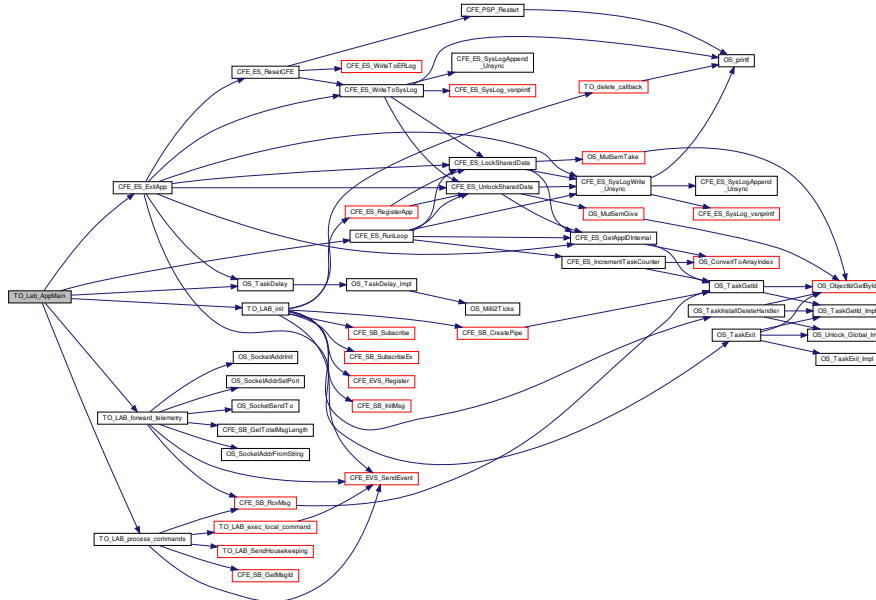 CFE_PSP_Restart
OS_printf
CFE_ES_SysLogAppend
_Unsync
CFE_ES_ResetCFE
CFE_ES_WriteToERLog
CFE_ES_WriteToSysLog
CFE_ES_SysLog_vsnprintf
TO_delete_callback
OS_MutSemTake
CFE_ES_LockSharedData
CFE_ES_SysLogWrite
_Unsync
CFE_ES_SysLogAppend
_Unsync
CFE_ES_ExitApp
CFE_ES_UnlockSharedData
CFE_ES_RegisterApp
OS_MutSemGive
CFE_ES_SysLog_vsnprintf
CFE_ES_RunLoop
CFE_ES_GetAppIDInternal
CFE_ES_IncrementTaskCounter
OS_ConvertToArrayIndex
TO_Lab_AppMain
OS_TaskDelay
OS_TaskDelay_Impl
OS_TaskGetId
OS_ObjectIdGetById
TO_LAB_init
OS_Milli2Ticks
OS_TaskInstallDeleteHandler
OS_TaskGetId_Impl
CFE_SB_Subscribe
CFE_SB_CreatePipe
OS_TaskExit
OS_Unlock_Global_Im
CFE_SB_SubscribeEx
OS_TaskExit_Impl
OS_SocketAddrInit
CFE_EVS_Register
OS_SocketAddrSetPort
CFE_SB_InitMsg
OS_SocketSendTo
TO_LAB_forward_telemetry
CFE_SB_GetTotalMsgLength
OS_SocketAddrFromString
CFE_EVS_SendEvent
CFE_SB_RcvMsg
TO_LAB_exec_local_command
TO_LAB_process_commands
TO_LAB_SendHousekeeping
CFE_SB_GetMsgId